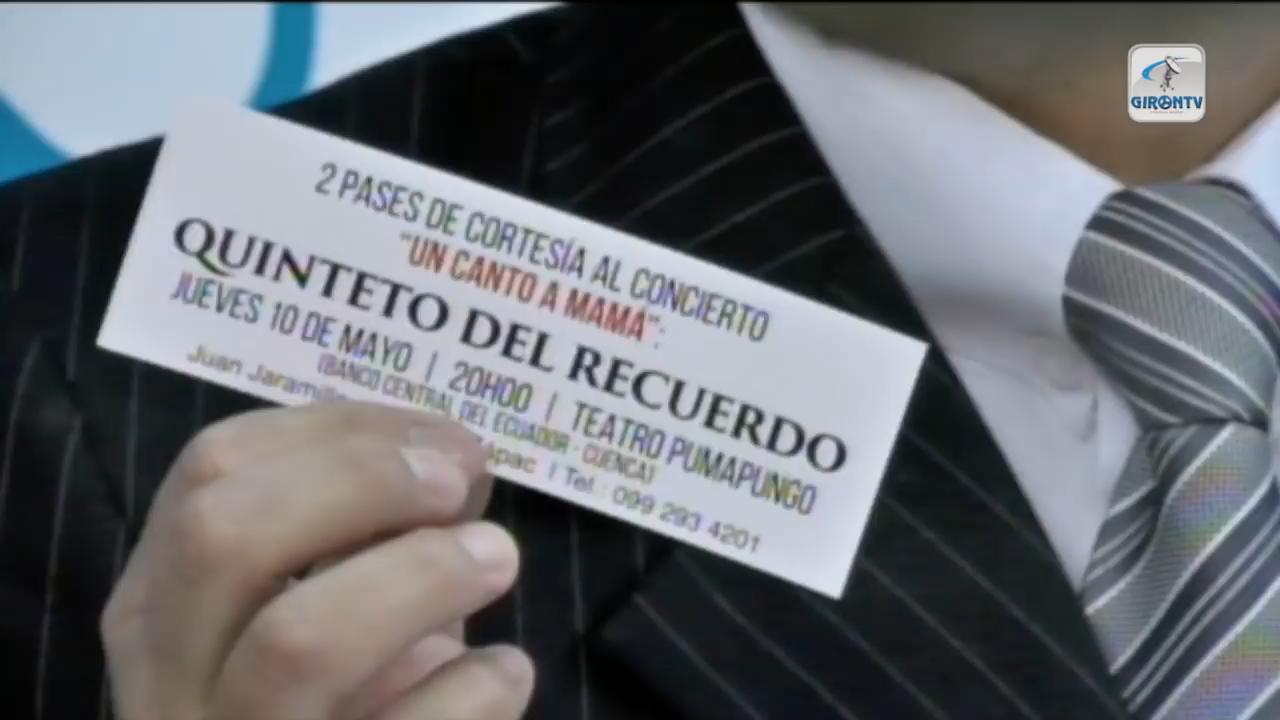 GIRONTV
2 PASES DE CORTESÍA AL CONCIERTO
"UN CANTO A MAMÁ":
QUINTETO DEL RECUERDO
JUEVES 10 DE MAYO | 20H00 | TEATRO PUMAPUNGO
(BANCO CENTRAL DEL ECUADOR - CUENCA)
Juan | Tel.: 099 293 4201